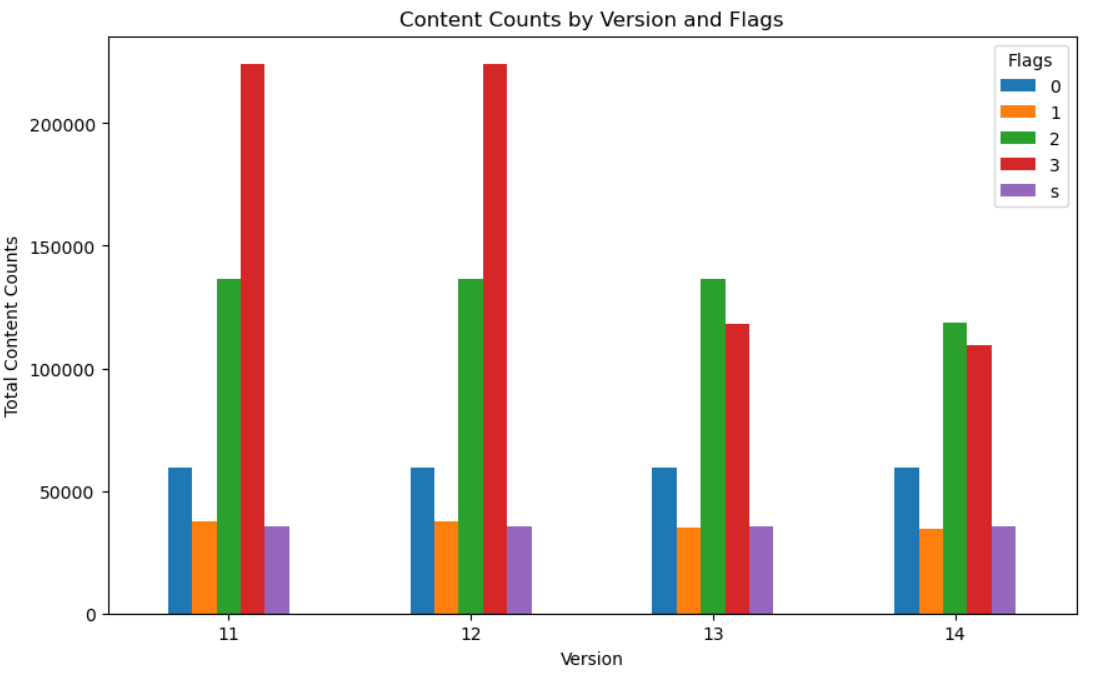 Content Counts by Version and Flags
Total Content Counts
200000
150000
100000
50000
0
11
12
13
14
Version
Flags
0
1
2
3
s